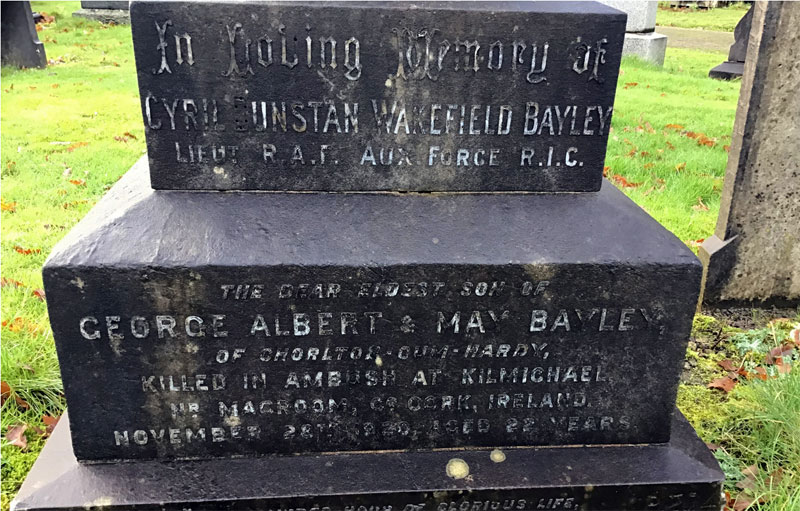 In Loving Memory of
CYRIL DUNSTAN WAKEFIELD BAYLEY
LIEUT R.A.F. AUX FORCE R.I.C.
THE DEAR ELDEST SON OF
GEORGE ALBERT & MAY BAYLEY,
OF CHORLTON-CUM-HARDY,
KILLED IN AMBUSH AT KILMICHAEL
NR MACROOM, CO CORK, IRELAND.
NOVEMBER 28TH 1920, AGED 22 YEARS.
HOUR OF GLORIOUS LIFE,